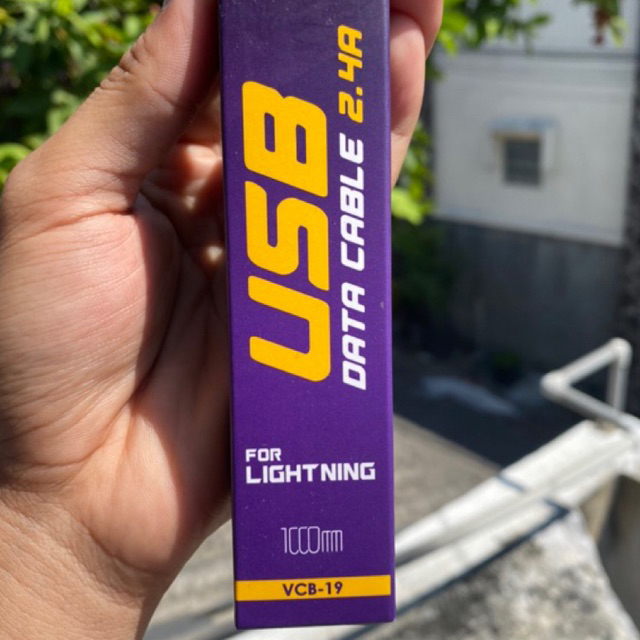 USB
DATA CABLE 2.4A
FOR
LIGHTNING
1000mm
VCB-19